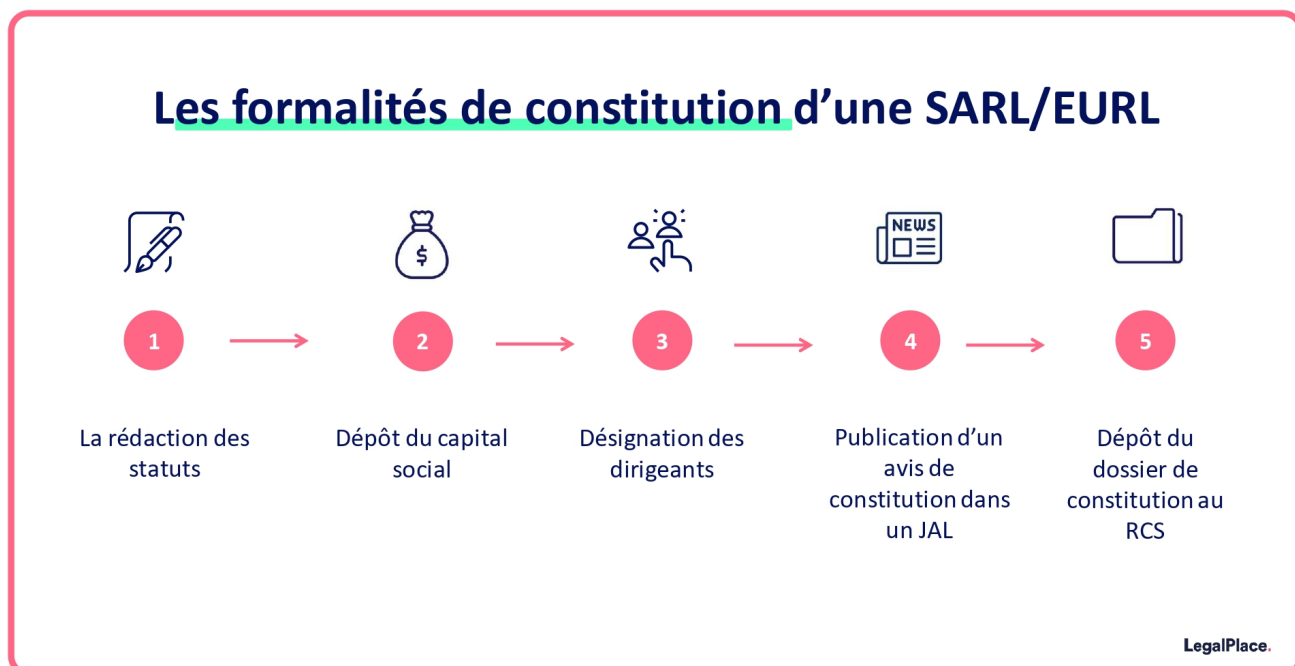 Les formalités de constitution d’une SARL/EURL
$
NEWS
1
2
3
4
5
La rédaction des
statuts
Dépôt du capital
social
Désignation des
dirigeants
Publication d’un
avis de
constitution dans
un JAL
Dépôt du
dossier de
constitution au
RCS
LegalPlace.